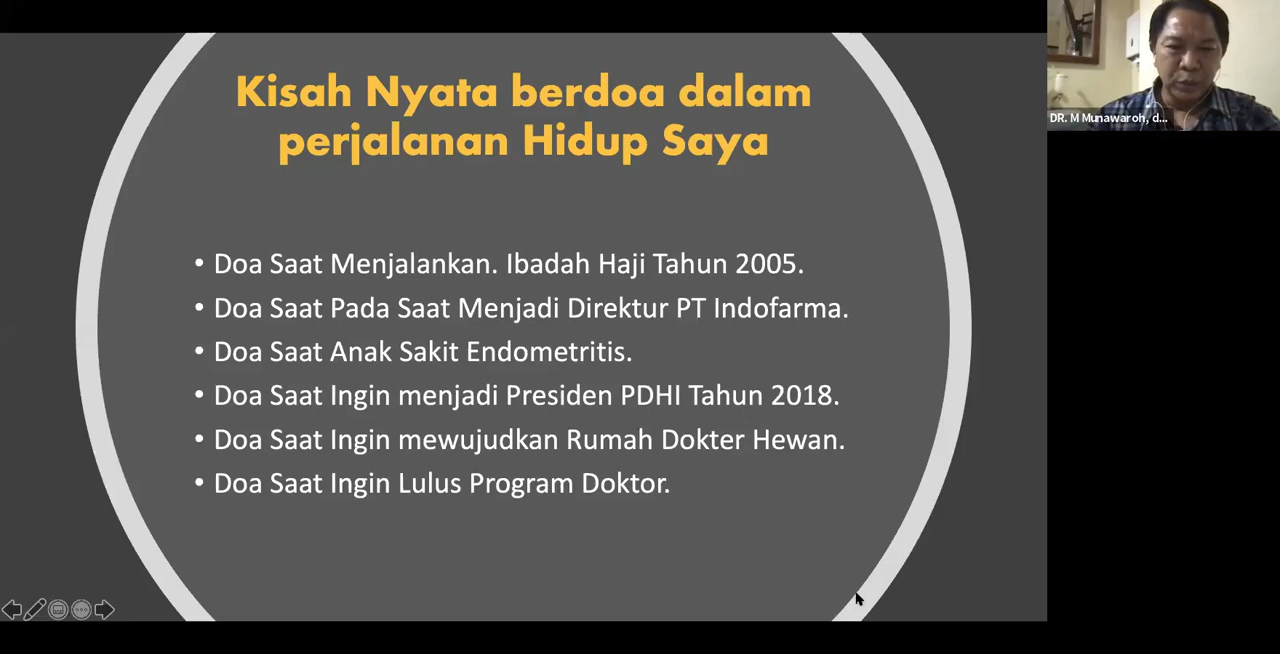 Kisah Nyata berdoa dalam
perjalanan Hidup Saya
• Doa Saat Menjalankan. Ibadah Haji Tahun 2005.
• Doa Saat Pada Saat Menjadi Direktur PT Indofarma.
• Doa Saat Anak Sakit Endometritis.
• Doa Saat Ingin menjadi Presiden PDHI Tahun 2018.
• Doa Saat Ingin mewujudkan Rumah Dokter Hewan.
• Doa Saat Ingin Lulus Program Doktor.
DR. M Munawaroh, d...